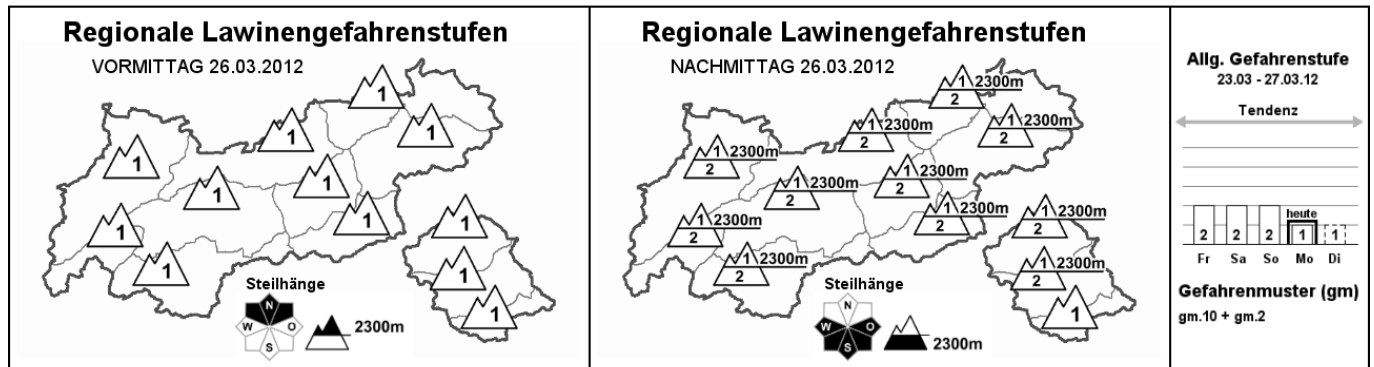 Regionale Lawinengefahrenstufen
VORMITTAG 26.03.2012
1
1
1
1
1
1
1
1
1
1
1
1
Steilhänge
N
W O
S
2300m
Regionale Lawinengefahrenstufen
NACHMITTAG 26.03.2012
1 2300m
2
1 2300m
2
1 2300m
2
1 2300m
2
1 2300m
2
1 2300m
2
1 2300m
2
1 2300m
2
1 2300m
2
1 2300m
2
1 2300m
2
1
Steilhänge
N
W O
S
2300m
Allg. Gefahrenstufe
23.03 - 27.03.12
Tendenz
heute
2 2 2 1 1
Fr Sa So Mo Di
Gefahrenmuster (gm)
gm.10 + gm.2